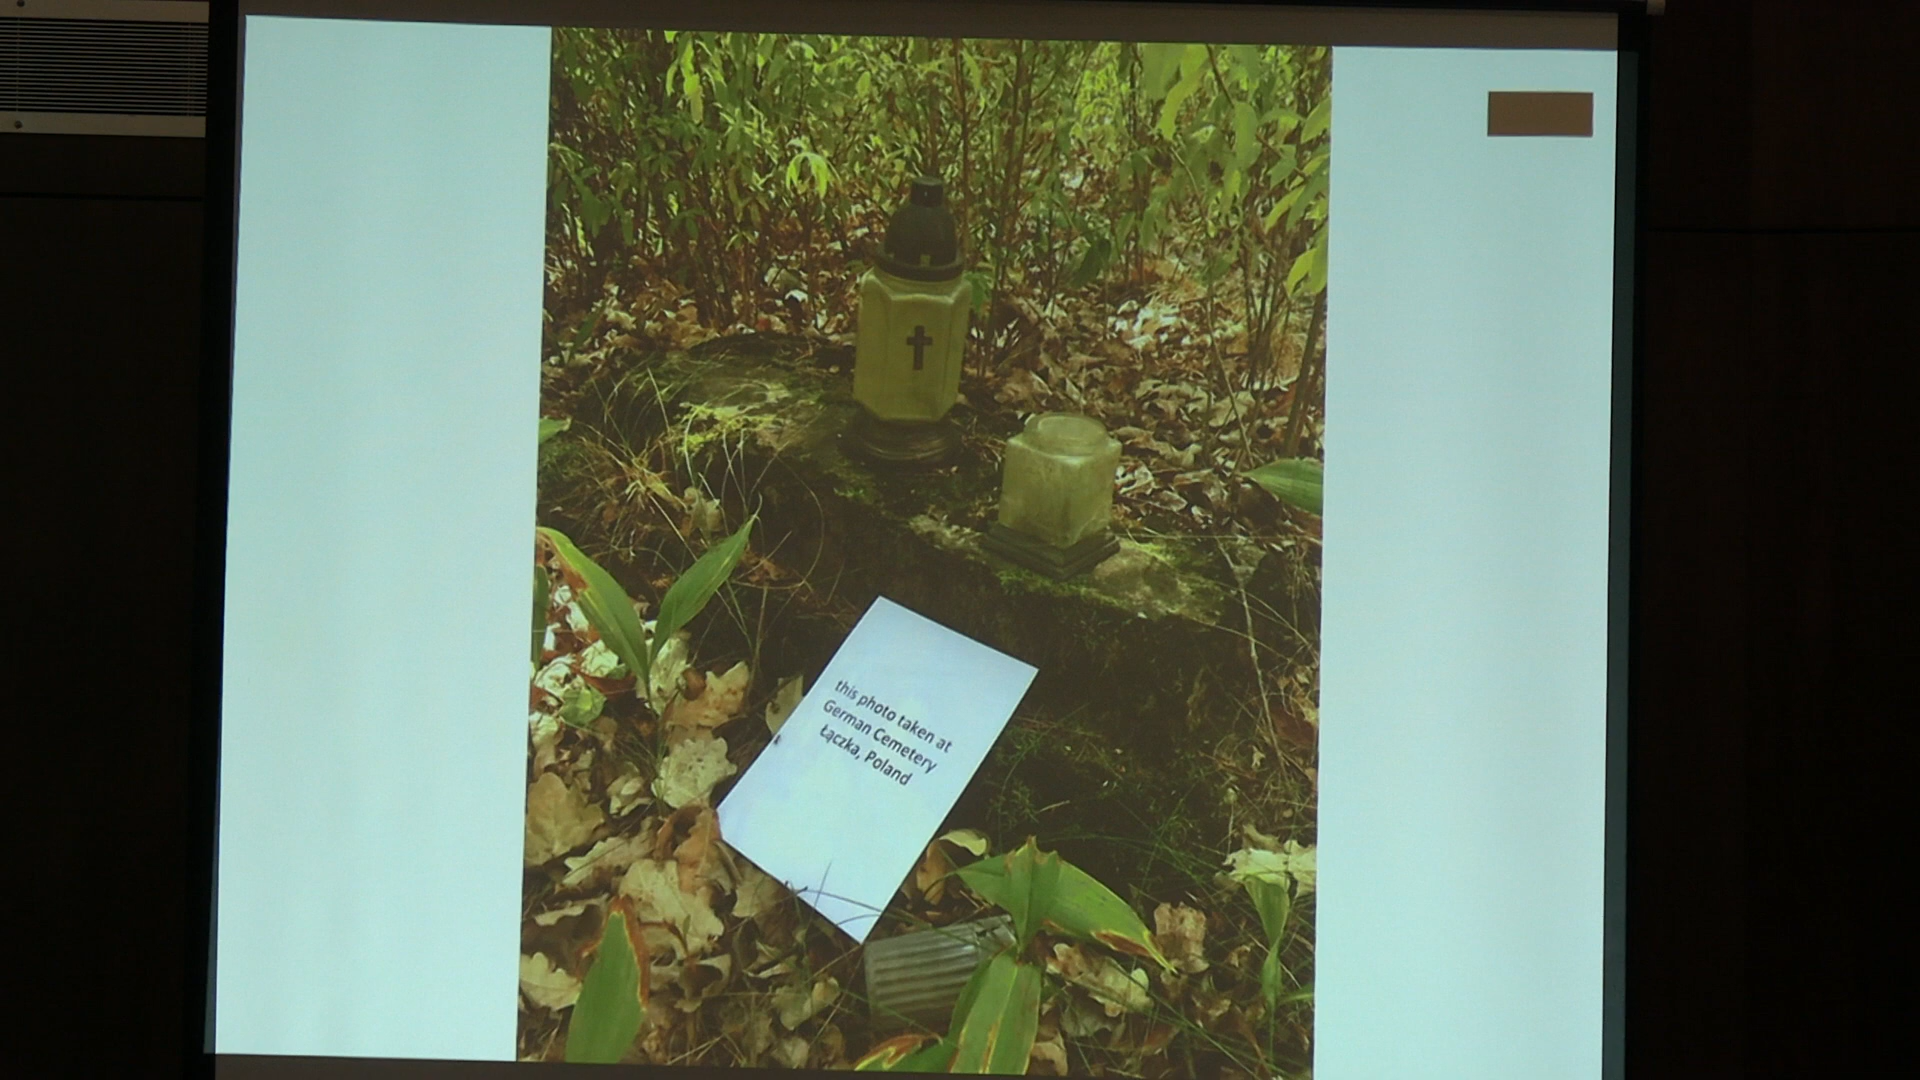 this photo taken at
German Cemetery
Łączka, Poland